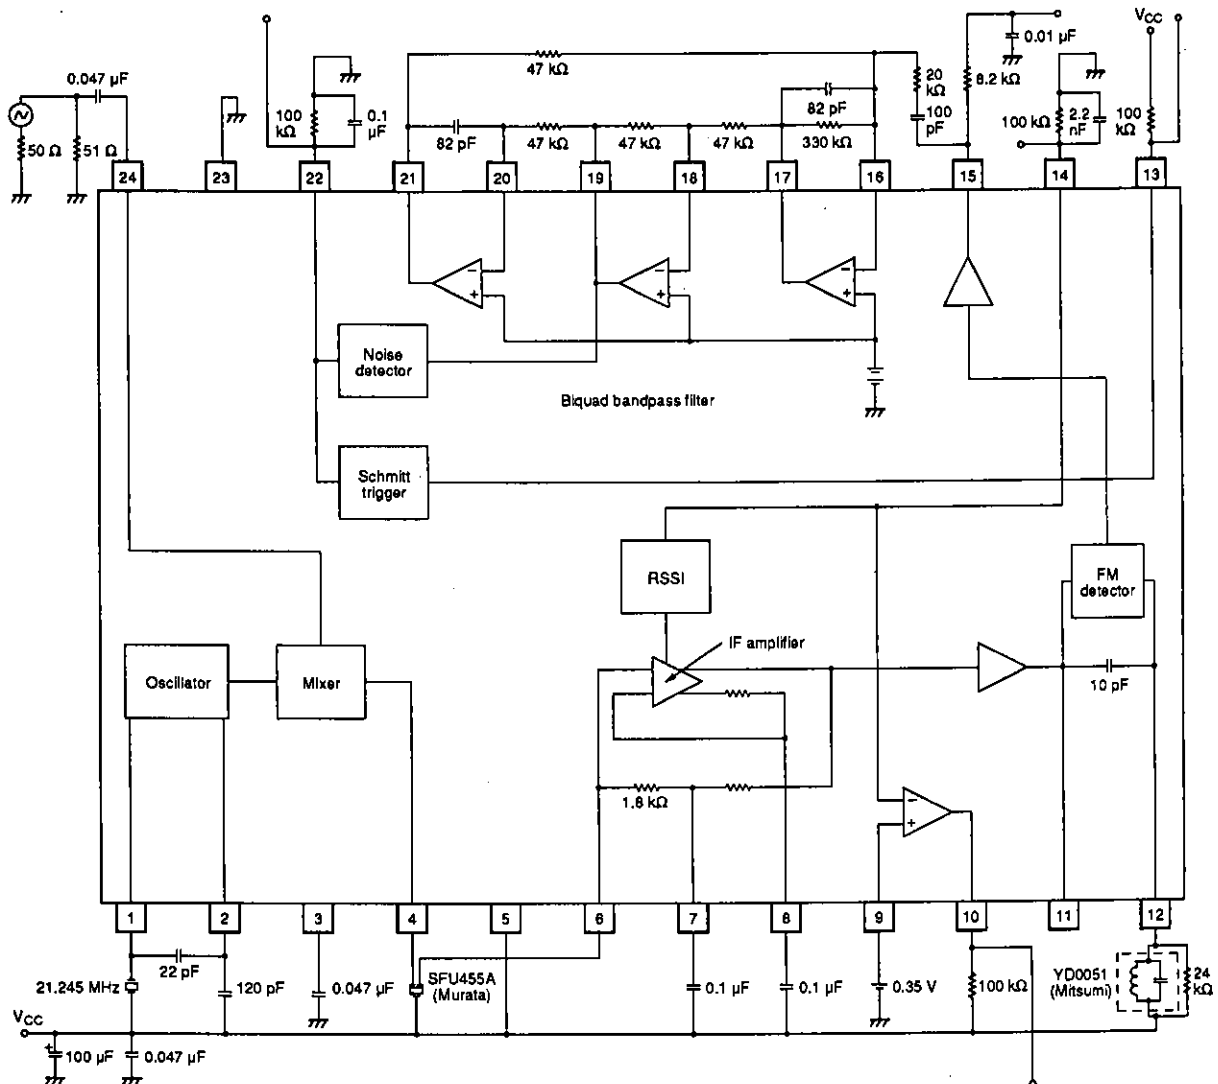 0.01 µF
V_CC
0.047 µF
47 kΩ
20 kΩ
8.2 kΩ
50 Ω
51 Ω
100 kΩ
0.1 µF
82 pF
47 kΩ
47 kΩ
47 kΩ
82 pF
330 kΩ
100 pF
100 kΩ
2.2 nF
100 kΩ
24
23
22
21
20
19
18
17
16
15
14
13
−
+
−
+
−
+
Noise detector
Biquad bandpass filter
Schmitt trigger
RSSI
FM detector
IF amplifier
Oscillator
Mixer
10 pF
1.8 kΩ
−
+
1
2
3
4
5
6
7
8
9
10
11
12
22 pF
21.245 MHz
120 pF
0.047 µF
SFU455A (Murata)
0.1 µF
0.1 µF
0.35 V
100 kΩ
YD0051 (Mitsumi)
24 kΩ
V_CC
+
100 µF
0.047 µF